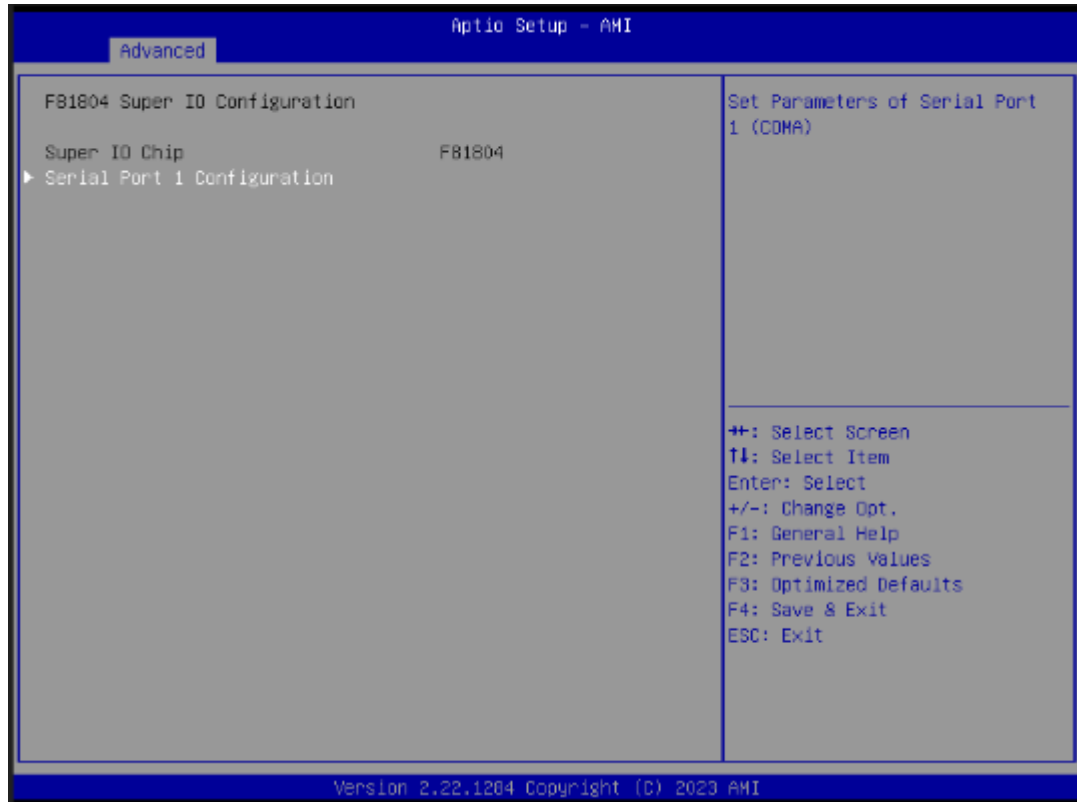 Aptio Setup - AMI
Advanced
F81804 Super IO Configuration
Super IO Chip F81804
Serial Port 1 Configuration
Set Parameters of Serial Port
1 (COMA)
→←: Select Screen
↑↓: Select Item
Enter: Select
+/-: Change Opt.
F1: General Help
F2: Previous Values
F3: Optimized Defaults
F4: Save & Exit
ESC: Exit
Version 2.22.1284 Copyright (C) 2023 AMI